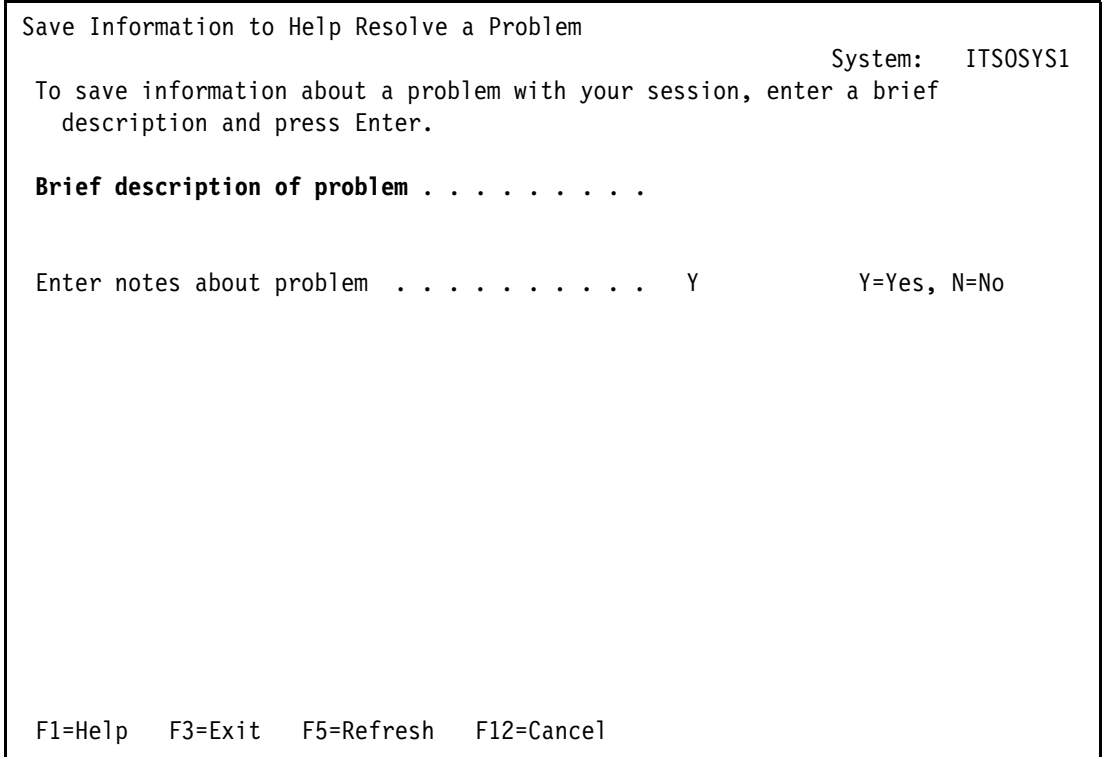 Save Information to Help Resolve a Problem
System: ITSOSYS1
To save information about a problem with your session, enter a brief
description and press Enter.
Brief description of problem . . . . . . . . .
Enter notes about problem . . . . . . . . . . Y Y=Yes, N=No
F1=Help F3=Exit F5=Refresh F12=Cancel